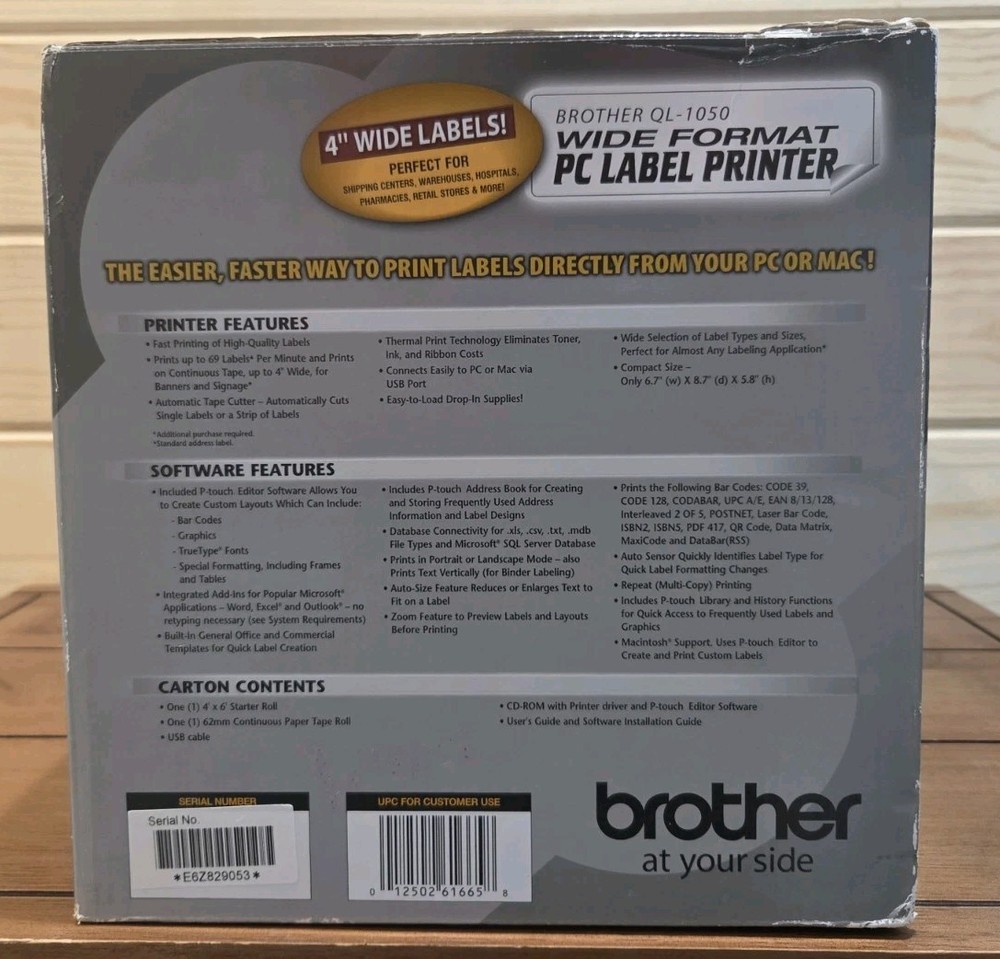 4" WIDE LABELS!
PERFECT FOR
SHIPPING CENTERS, WAREHOUSES, HOSPITALS,
PHARMACIES, RETAIL STORES & MORE!
BROTHER QL-1050
WIDE FORMAT
PC LABEL PRINTER
THE EASIER, FASTER WAY TO PRINT LABELS DIRECTLY FROM YOUR PC OR MAC!
PRINTER FEATURES
• Fast Printing of High-Quality Labels
• Prints up to 69 Labels* Per Minute and Prints
on Continuous Tape, up to 4" Wide, for
Banners and Signage*
• Automatic Tape Cutter – Automatically Cuts
Single Labels or a Strip of Labels
*Additional purchase required.
*Standard address label.
• Thermal Print Technology Eliminates Toner,
Ink, and Ribbon Costs
• Connects Easily to PC or Mac via
USB Port
• Easy-to-Load Drop-In Supplies!
• Wide Selection of Label Types and Sizes,
Perfect for Almost Any Labeling Application*
• Compact Size –
Only 6.7" (w) X 8.7" (d) X 5.8" (h)
SOFTWARE FEATURES
• Included P-touch Editor Software Allows You
to Create Custom Layouts Which Can Include:
- Bar Codes
- Graphics
- TrueType® Fonts
- Special Formatting, Including Frames
and Tables
• Integrated Add-Ins for Popular Microsoft®
Applications – Word, Excel® and Outlook® – no
retyping necessary (see System Requirements)
• Built-In General Office and Commercial
Templates for Quick Label Creation
• Includes P-touch Address Book for Creating
and Storing Frequently Used Address
Information and Label Designs
• Database Connectivity for .xls, .csv, .txt, .mdb
File Types and Microsoft® SQL Server Database
• Prints in Portrait or Landscape Mode – also
Prints Text Vertically (for Binder Labeling)
• Auto-Size Feature Reduces or Enlarges Text to
Fit on a Label
• Zoom Feature to Preview Labels and Layouts
Before Printing
• Prints the Following Bar Codes: CODE 39,
CODE 128, CODABAR, UPC A/E, EAN 8/13/128,
Interleaved 2 OF 5, POSTNET, Laser Bar Code,
ISBN2, ISBN5, PDF 417, QR Code, Data Matrix,
MaxiCode and DataBar(RSS)
• Auto Sensor Quickly Identifies Label Type for
Quick Label Formatting Changes
• Repeat (Multi-Copy) Printing
• Includes P-touch Library and History Functions
for Quick Access to Frequently Used Labels and
Graphics
• Macintosh® Support, Uses P-touch Editor to
Create and Print Custom Labels
CARTON CONTENTS
• One (1) 4' x 6' Starter Roll
• One (1) 62mm Continuous Paper Tape Roll
• USB cable
• CD-ROM with Printer driver and P-touch Editor Software
• User's Guide and Software Installation Guide
SERIAL NUMBER
Serial No.
*E6Z829053*
UPC FOR CUSTOMER USE
0 12502 61665 8
brother
at your side